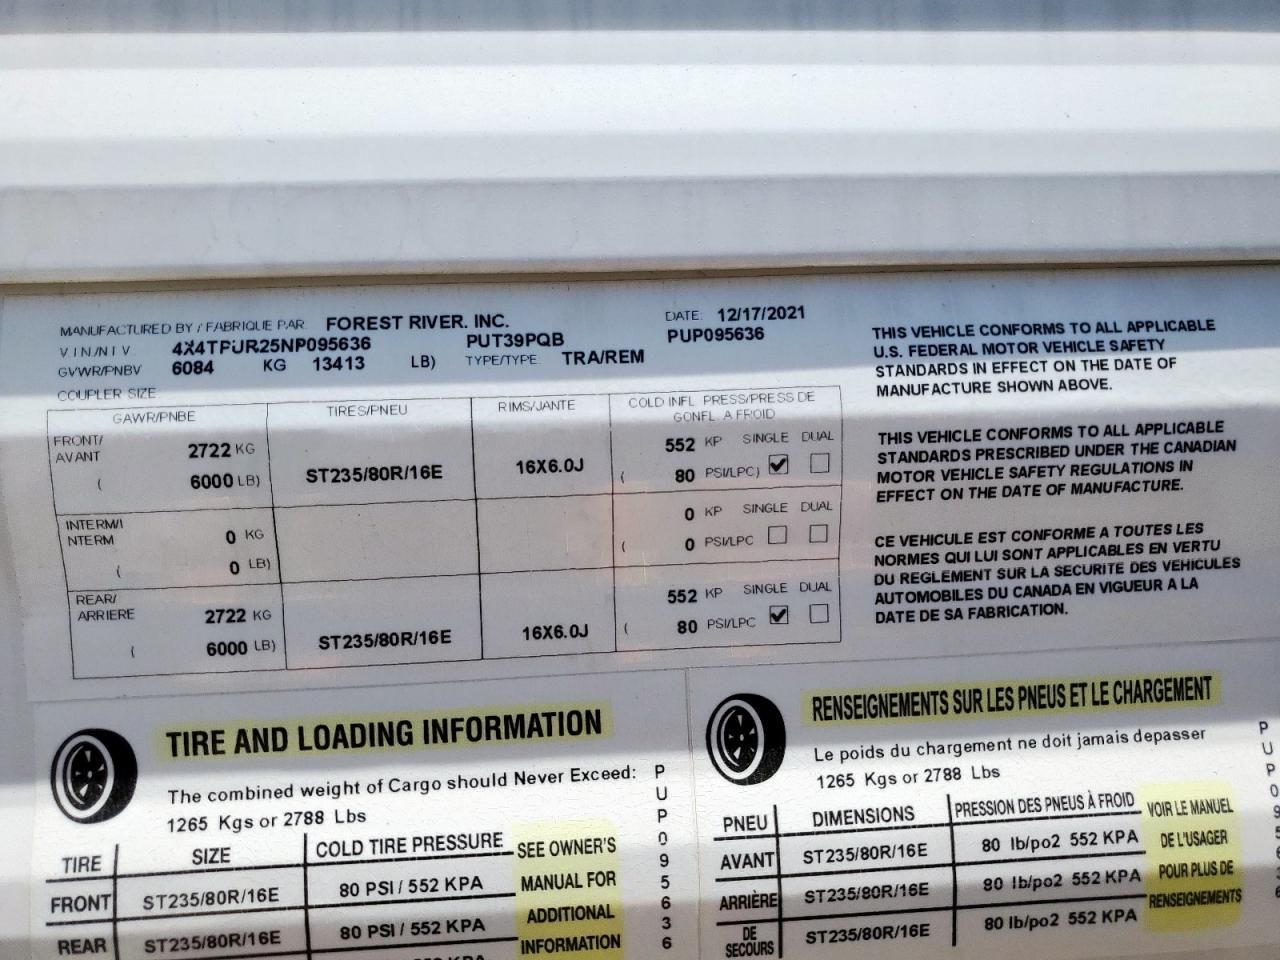 MANUFACTURED BY / FABRIQUE PAR FOREST RIVER. INC. DATE: 12/17/2021
VIN/NIV 4X4TPUR25NP095636 PUT39PQB PUP095636
GVWR/PNBV 6084 KG 13413 LB) TYPE/TYPE TRA/REM
COUPLER SIZE
GAWR/PNBE TIRES/PNEU RIMS/JANTE COLD INFL PRESS/PRESS DE
GONFL. A FROID
FRONT/
AVANT 2722 KG 552 KP SINGLE DUAL
( 6000 LB) ST235/80R/16E 16X6.0J ( 80 PSI/LPC)
INTERM/I
NTERM 0 KG 0 KP SINGLE DUAL
( 0 LB) ( 0 PSI/LPC
REAR/
ARRIERE 2722 KG 552 KP SINGLE DUAL
( 6000 LB) ST235/80R/16E 16X6.0J ( 80 PSI/LPC
THIS VEHICLE CONFORMS TO ALL APPLICABLE
U.S. FEDERAL MOTOR VEHICLE SAFETY
STANDARDS IN EFFECT ON THE DATE OF
MANUFACTURE SHOWN ABOVE.
THIS VEHICLE CONFORMS TO ALL APPLICABLE
STANDARDS PRESCRIBED UNDER THE CANADIAN
MOTOR VEHICLE SAFETY REGULATIONS IN
EFFECT ON THE DATE OF MANUFACTURE.
CE VEHICULE EST CONFORME A TOUTES LES
NORMES QUI LUI SONT APPLICABLES EN VERTU
DU REGLEMENT SUR LA SECURITE DES VEHICULES
AUTOMOBILES DU CANADA EN VIGUEUR A LA
DATE DE SA FABRICATION.
TIRE AND LOADING INFORMATION
The combined weight of Cargo should Never Exceed:
1265 Kgs or 2788 Lbs
TIRE SIZE COLD TIRE PRESSURE
FRONT ST235/80R/16E 80 PSI / 552 KPA
REAR ST235/80R/16E 80 PSI / 552 KPA
SEE OWNER'S
MANUAL FOR
ADDITIONAL
INFORMATION
PUP095636
RENSEIGNEMENTS SUR LES PNEUS ET LE CHARGEMENT
Le poids du chargement ne doit jamais depasser
1265 Kgs or 2788 Lbs
PNEU DIMENSIONS PRESSION DES PNEUS À FROID
AVANT ST235/80R/16E 80 lb/po2 552 KPA
ARRIÈRE ST235/80R/16E 80 lb/po2 552 KPA
DE
SECOURS ST235/80R/16E 80 lb/po2 552 KPA
VOIR LE MANUEL
DE L'USAGER
POUR PLUS DE
RENSEIGNEMENTS